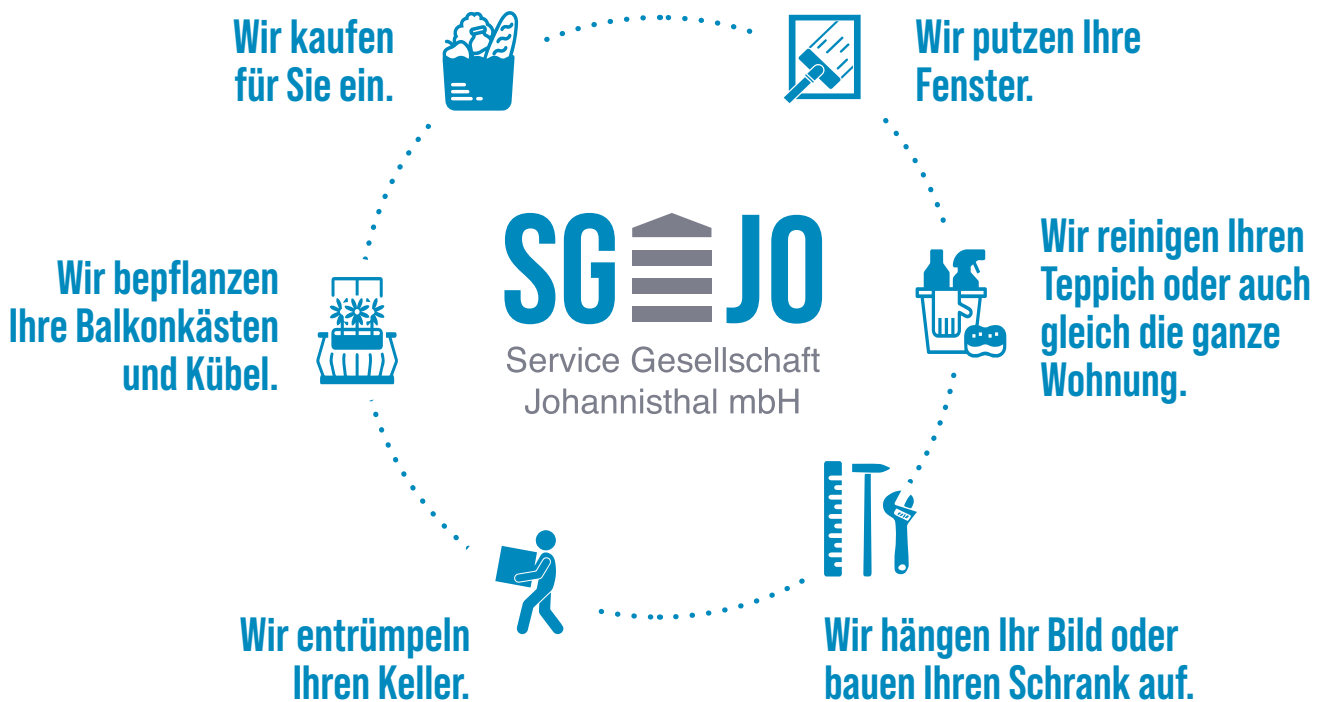 Wir kaufen
für Sie ein.
Wir putzen Ihre
Fenster.
Wir bepflanzen
Ihre Balkonkästen
und Kübel.
SG JO
Service Gesellschaft
Johannisthal mbH
Wir reinigen Ihren
Teppich oder auch
gleich die ganze
Wohnung.
Wir entrümpeln
Ihren Keller.
Wir hängen Ihr Bild oder
bauen Ihren Schrank auf.